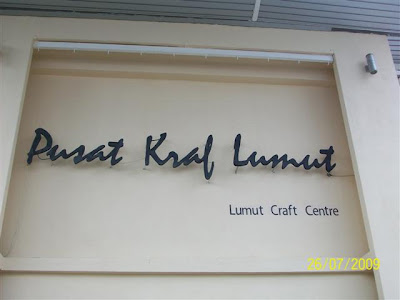 Pusat Kraf Lumut
Lumut Craft Centre
26/07/2009